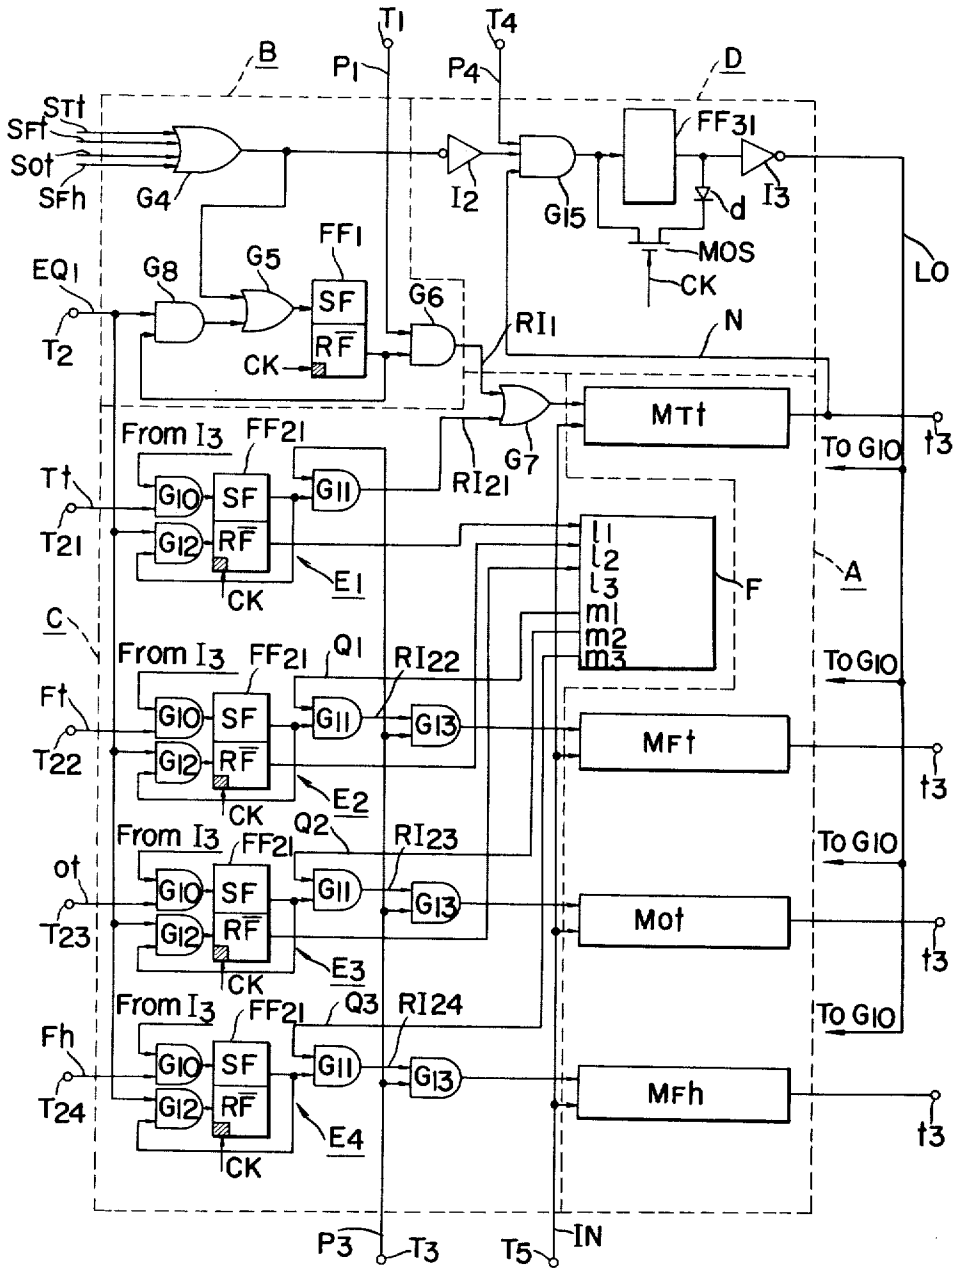 T1
T4
B
P1
P4
D
STt
SFt
Sot
SFh
G4
I2
G15
FF31
I3
d
MOS
CK
LO
EQ1
G8
G5
FF1
SF
RF̅
CK
T2
G6
RI1
N
From I3
FF21
G7
MTt
t3
To G10
Tt
G10
SF
G11
RI21
T21
G12
RF̅
CK
E1
l1
l2
l3
m1
m2
m3
F
A
C
From I3
FF21
Q1
RI22
To G10
Ft
G10
SF
G11
G13
T22
G12
RF̅
CK
E2
MFt
t3
From I3
FF21
Q2
RI23
To G10
ot
G10
SF
G11
G13
T23
G12
RF̅
CK
E3
Mot
t3
From I3
FF21
Q3
RI24
To G10
Fh
G10
SF
G11
G13
T24
G12
RF̅
CK
E4
MFh
t3
P3
T3
T5
IN